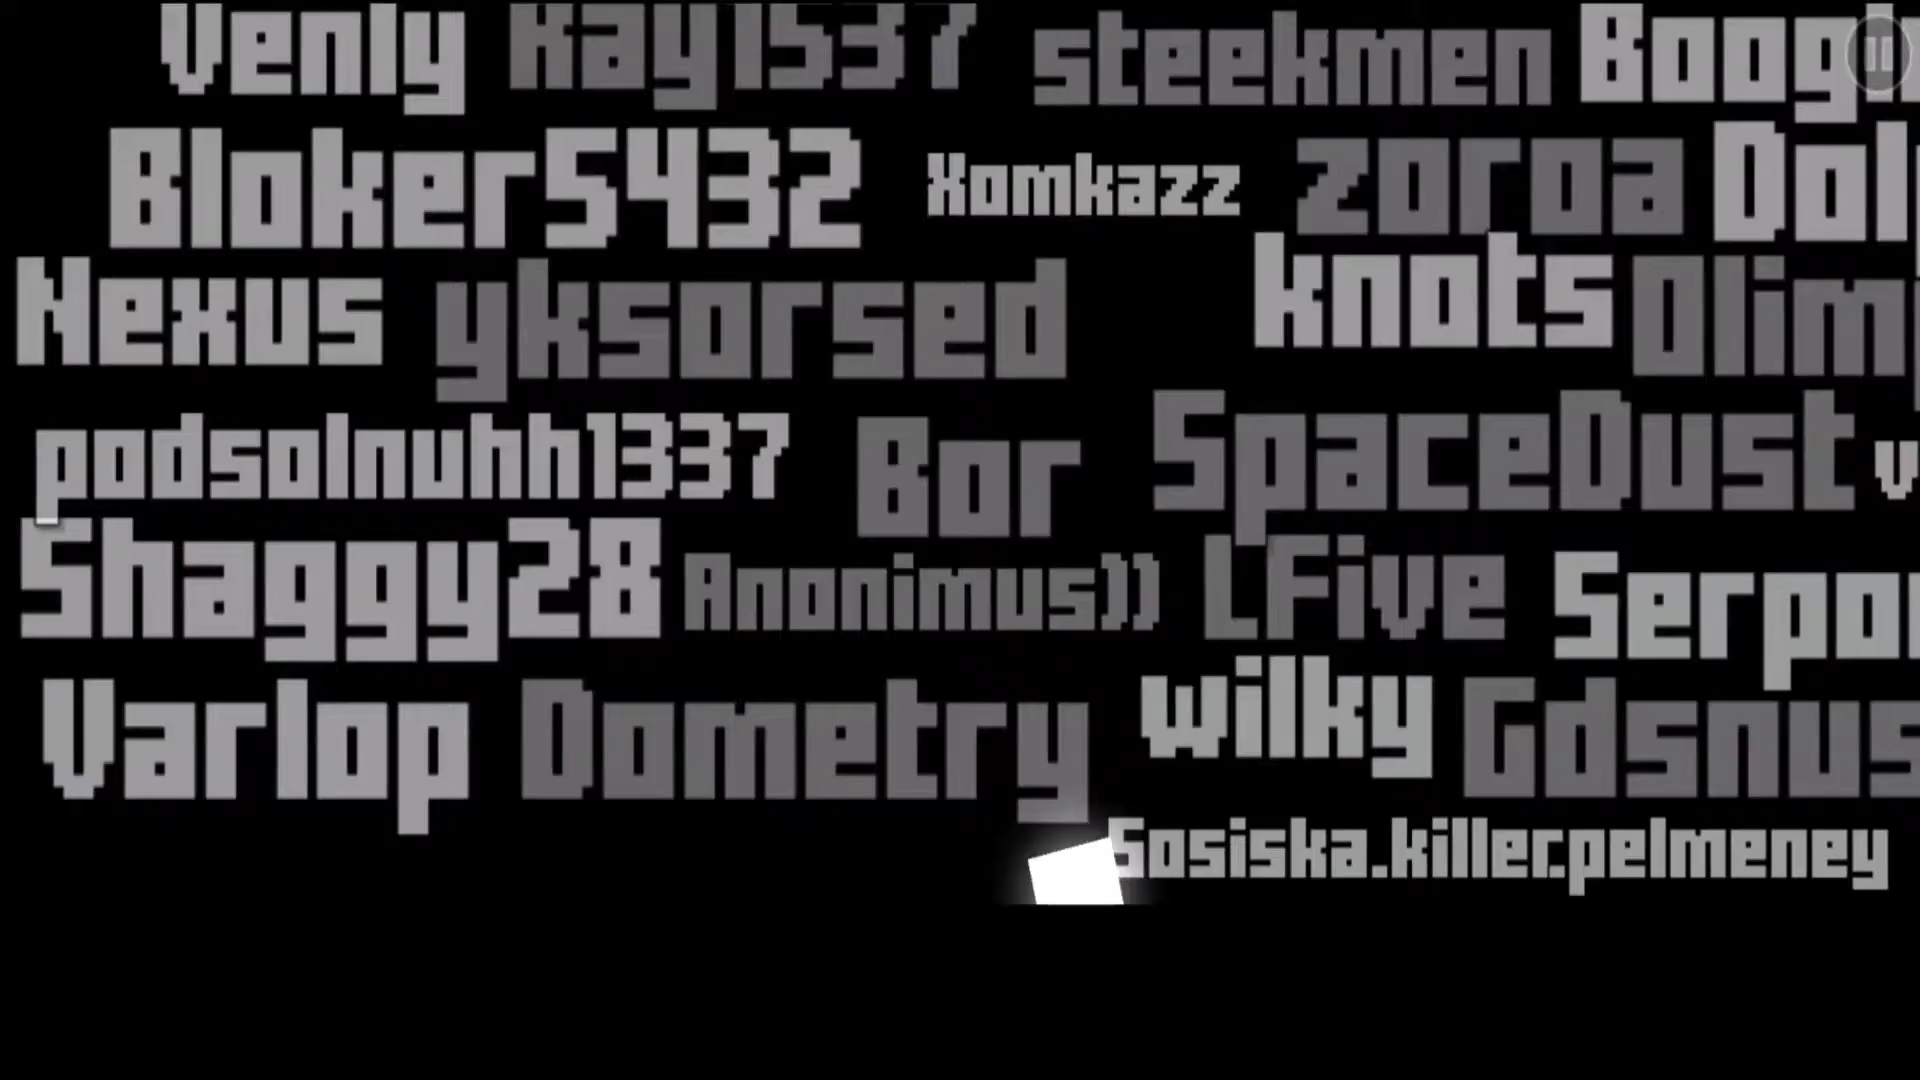 Venly Kay1537 steekmen
Bloker5432 Xomkazz zoroa
Nexus yksorsed knots
podsolnuhh1337 Bor SpaceDust
Shaggy28 Anonimus)) LFive
Varlop Dometry wilky
Sosiska.killer.pelmeney